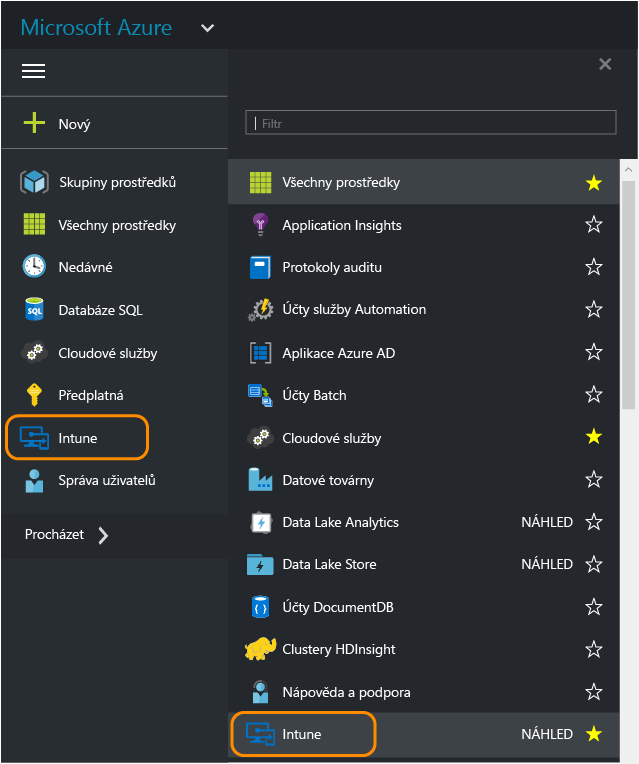 Microsoft Azure
Nový
Skupiny prostředků
Všechny prostředky
Nedávné
SQL
Databáze SQL
Cloudové služby
Předplatná
Intune
Správa uživatelů
Procházet
Filtr
Všechny prostředky
Application Insights
Protokoly auditu
Účty služby Automation
Aplikace Azure AD
Účty Batch
Cloudové služby
Datové továrny
Data Lake Analytics NÁHLED
Data Lake Store NÁHLED
Účty DocumentDB
Clustery HDInsight
Nápověda a podpora
Intune NÁHLED